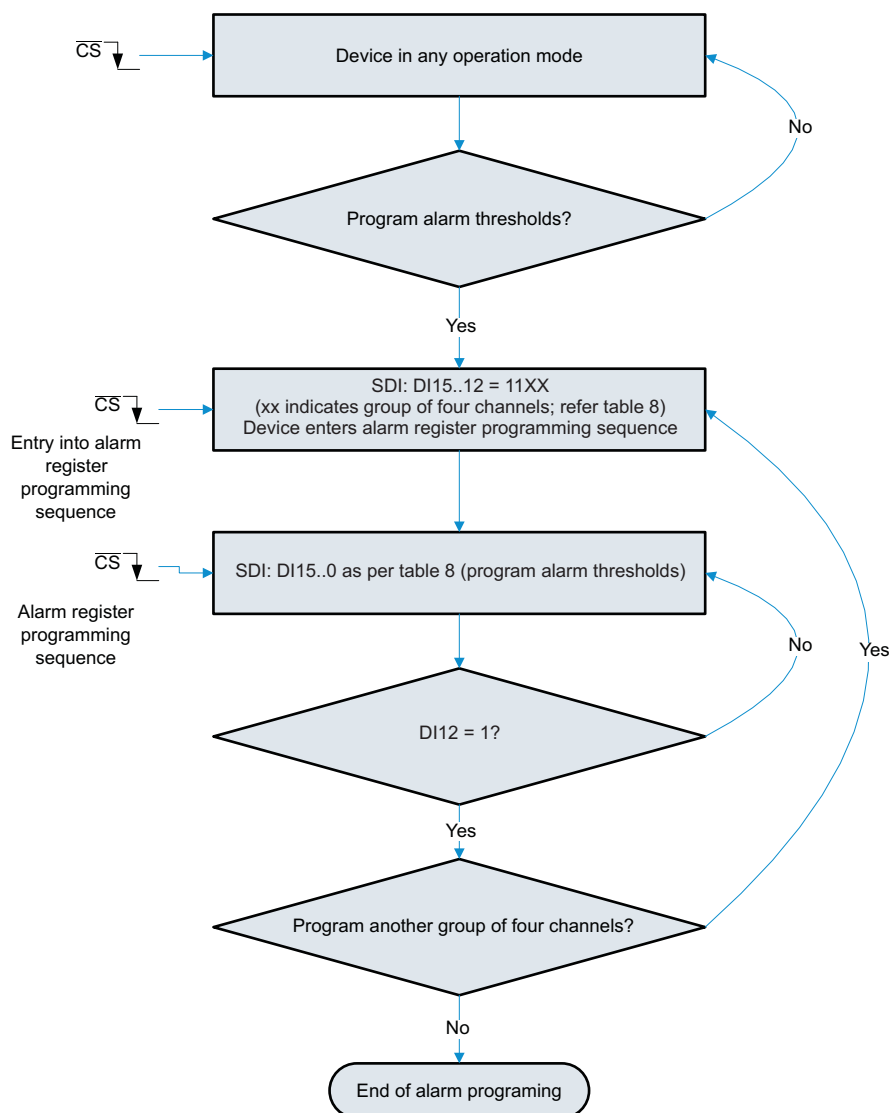 CS
Device in any operation mode
No
Program alarm thresholds?
Yes
SDI: DI15..12 = 11XX
(xx indicates group of four channels; refer table 8)
Device enters alarm register programming sequence
CS
Entry into alarm
register
programming
sequence
CS
SDI: DI15..0 as per table 8 (program alarm thresholds)
Alarm register
programming
sequence
No
Yes
DI12 = 1?
Yes
Program another group of four channels?
No
End of alarm programing